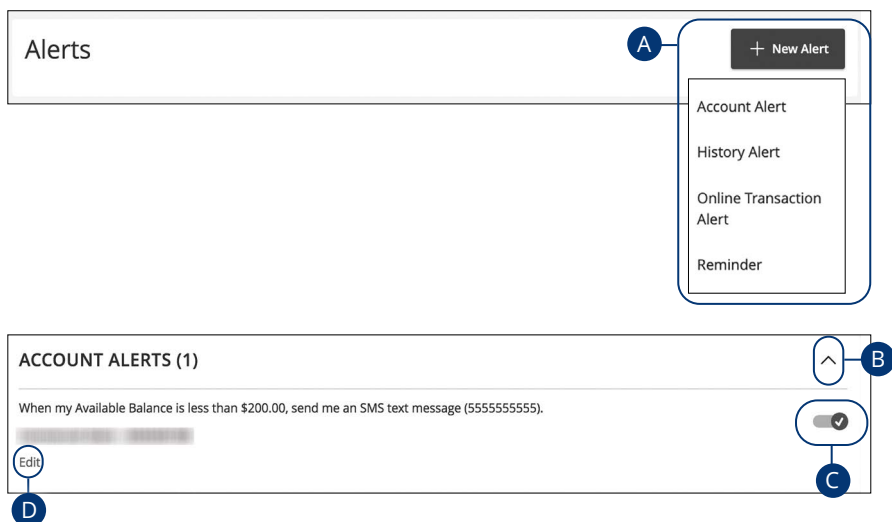 Alerts
A
+ New Alert
Account Alert
History Alert
Online Transaction
Alert
Reminder
ACCOUNT ALERTS (1)
B
When my Available Balance is less than $200.00, send me an SMS text message (5555555555).
C
Edit
D